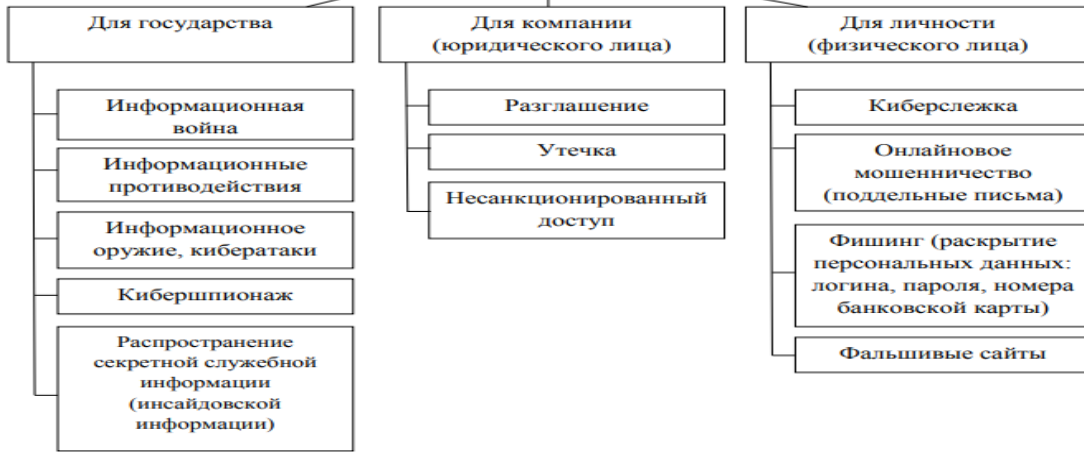 Для государства
Информационная
война
Информационные
противодействия
Информационное
оружие, кибератаки
Кибершпионаж
Распространение
секретной служебной
информации
(инсайдовской
информации)
Для компании
(юридического лица)
Разглашение
Утечка
Несанкционированный
доступ
Для личности
(физического лица)
Киберслежка
Онлайновое
мошенничество
(поддельные письма)
Фишинг (раскрытие
персональных данных:
логина, пароля, номера
банковской карты)
Фальшивые сайты